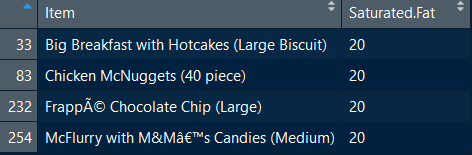 Item Saturated.Fat
33 Big Breakfast with Hotcakes (Large Biscuit) 20
83 Chicken McNuggets (40 piece) 20
232 FrappÃ© Chocolate Chip (Large) 20
254 McFlurry with M&Mâ€™s Candies (Medium) 20